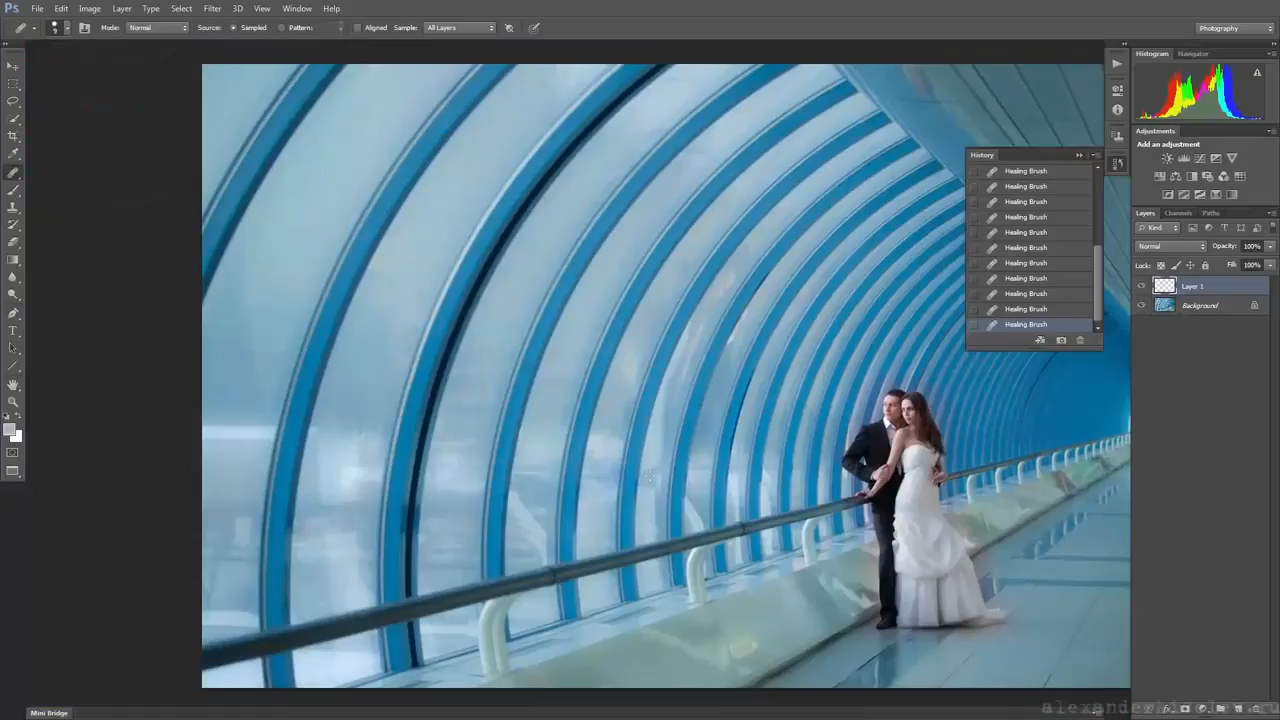 Ps File Edit Image Layer Type Select Filter 3D View Window Help
Mode: Normal Source: Sampled Pattern: Aligned Sample: All Layers Photography
9
Histogram Navigator
Adjustments
Add an adjustment
History
Healing Brush
Healing Brush
Healing Brush
Healing Brush
Healing Brush
Healing Brush
Healing Brush
Healing Brush
Healing Brush
Healing Brush
Healing Brush
Layers Channels Paths
Kind
Normal Opacity: 100%
Lock: Fill: 100%
Layer 1
Background
Mini Bridge